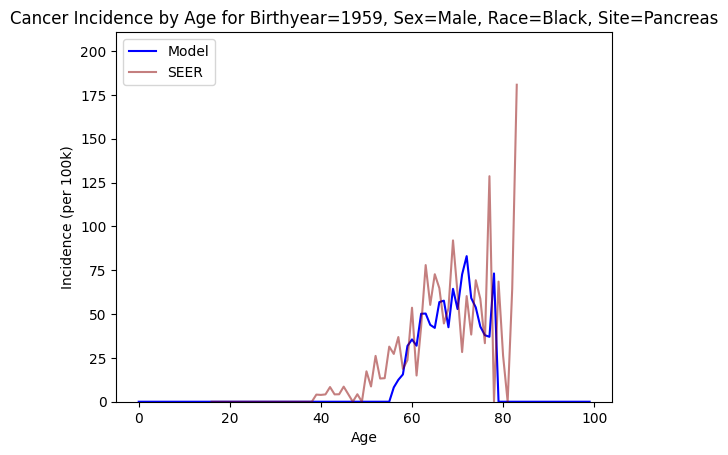 Cancer Incidence by Age for Birthyear=1959, Sex=Male, Race=Black, Site=Pancreas
Model
SEER
Incidence (per 100k)
200
175
150
125
100
75
50
25
0
0 20 40 60 80 100
Age